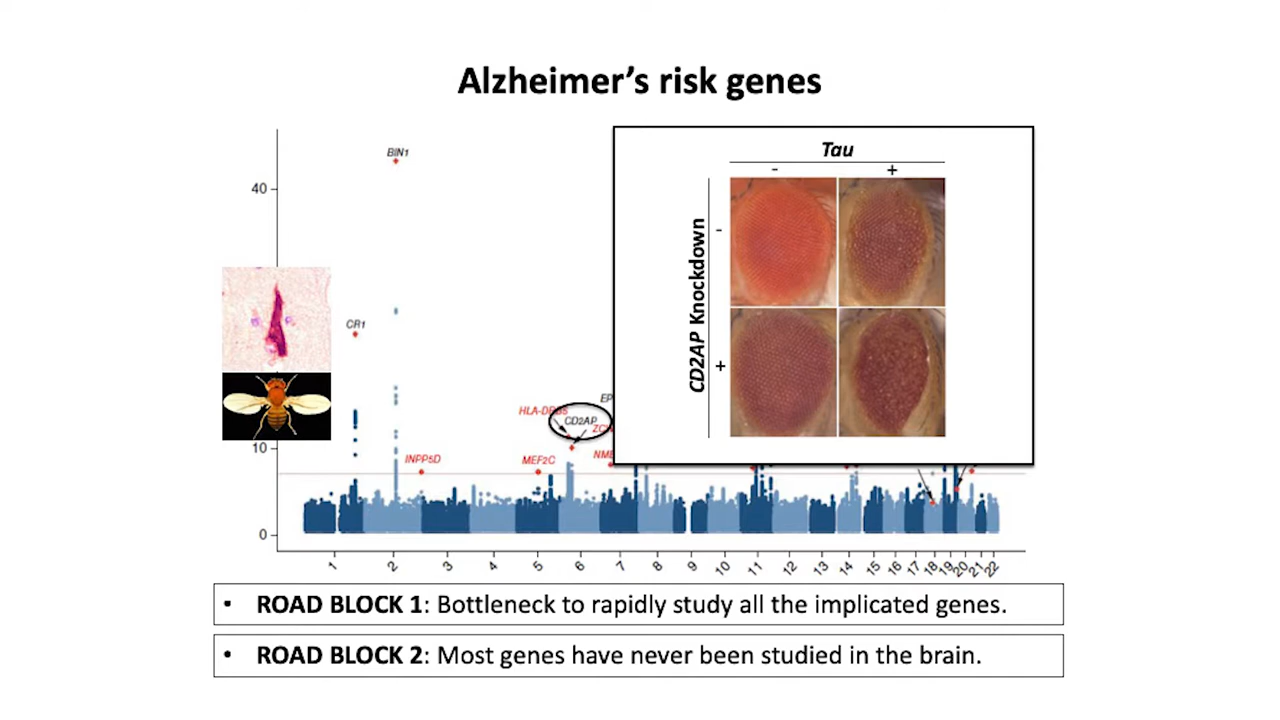 Alzheimer’s risk genes
BIN1
40
CR1
HLA-DRB5
CD2AP
EP
INPP5D
MEF2C
10
0
1 2 3 4 5 6 7 8 9 10 11 12 13 14 15 16 17 18 19 20 21 22
Tau
- +
CD2AP Knockdown
-
+
• ROAD BLOCK 1: Bottleneck to rapidly study all the implicated genes.
• ROAD BLOCK 2: Most genes have never been studied in the brain.